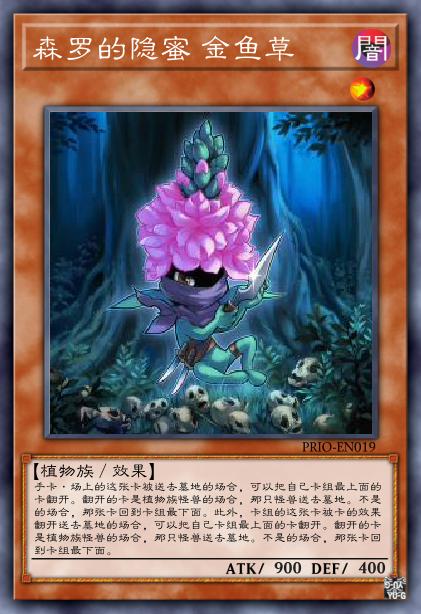 森罗的隐蜜 金鱼草
闇
PRIO-EN019
【植物族／效果】
手卡·场上的这张卡被送去墓地的场合，可以把自己卡组最上面的
卡翻开。翻开的卡是植物族怪兽的场合，那只怪兽送去墓地。不是
的场合，那张卡回到卡组最下面。此外，卡组的这张卡被卡的效果
翻开送去墓地的场合，可以把自己卡组最上面的卡翻开。翻开的卡
是植物族怪兽的场合，那只怪兽送去墓地。不是的场合，那张卡回
到卡组最下面。
ATK/ 900 DEF/ 400